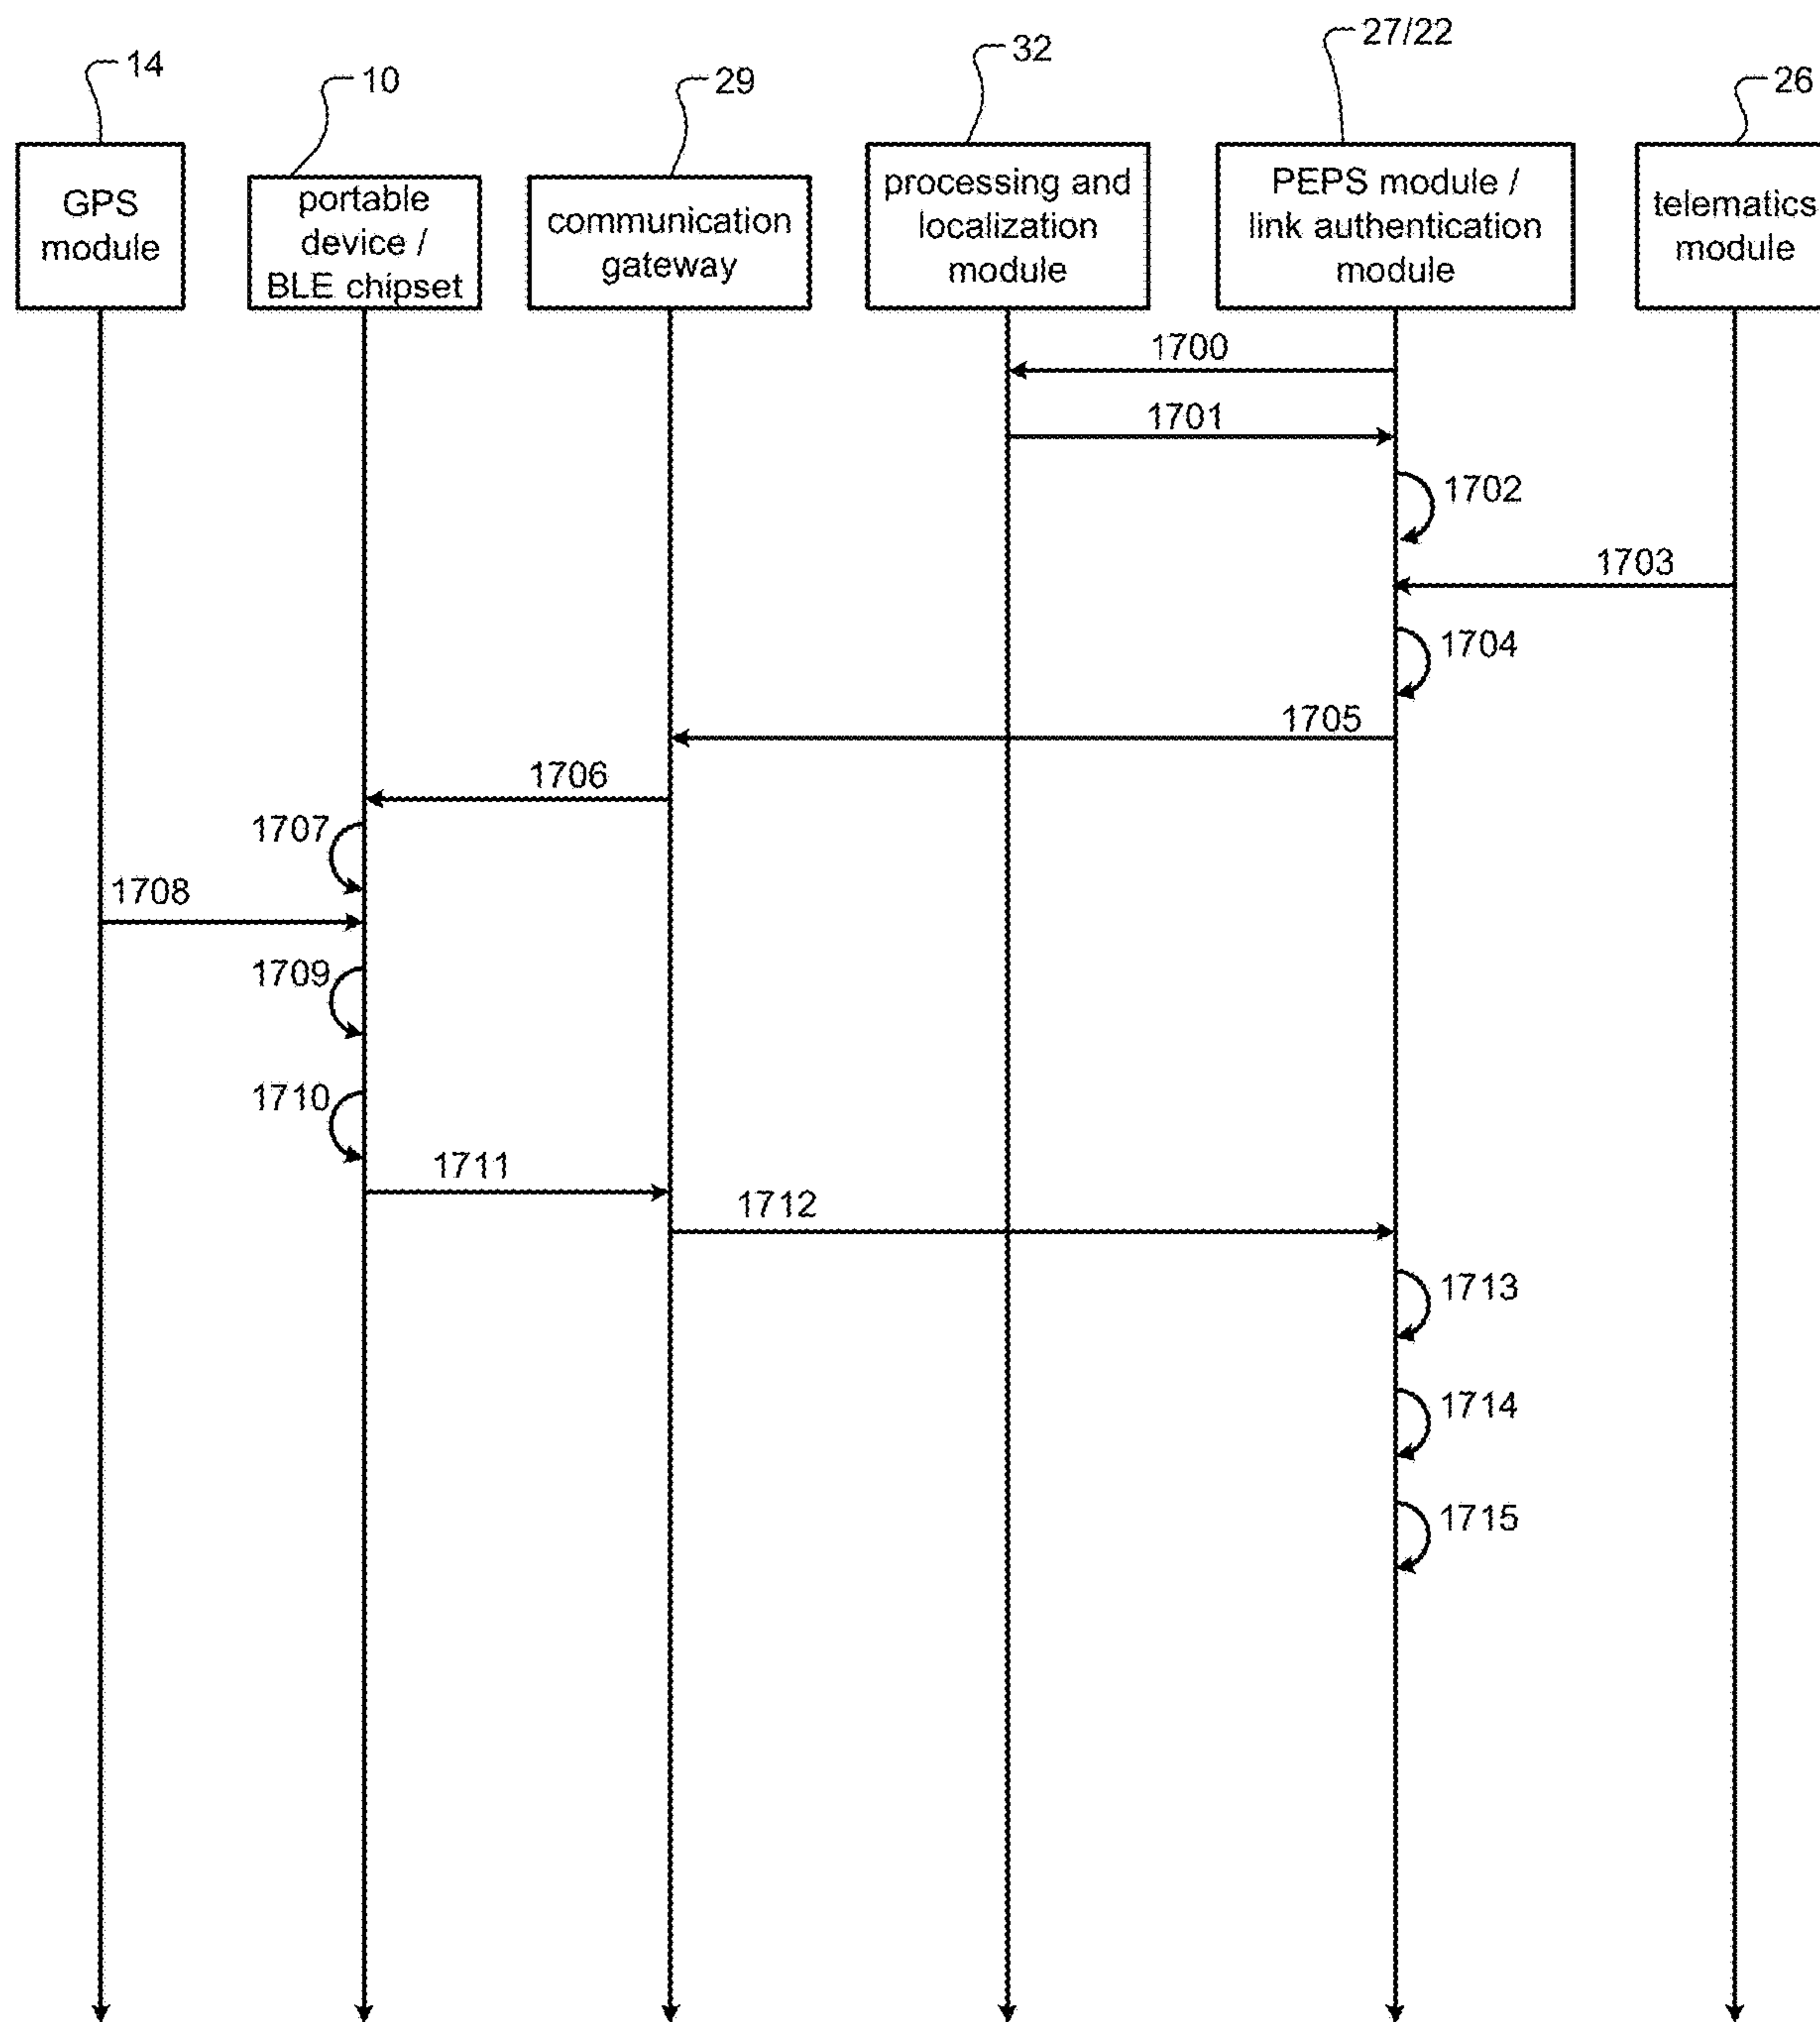 14
10
29
32
27/22
26
GPS
module
portable
device /
BLE chipset
communication
gateway
processing and
localization
module
PEPS module /
link authentication
module
telematics
module
1700
1701
1702
1703
1704
1705
1706
1707
1708
1709
1710
1711
1712
1713
1714
1715